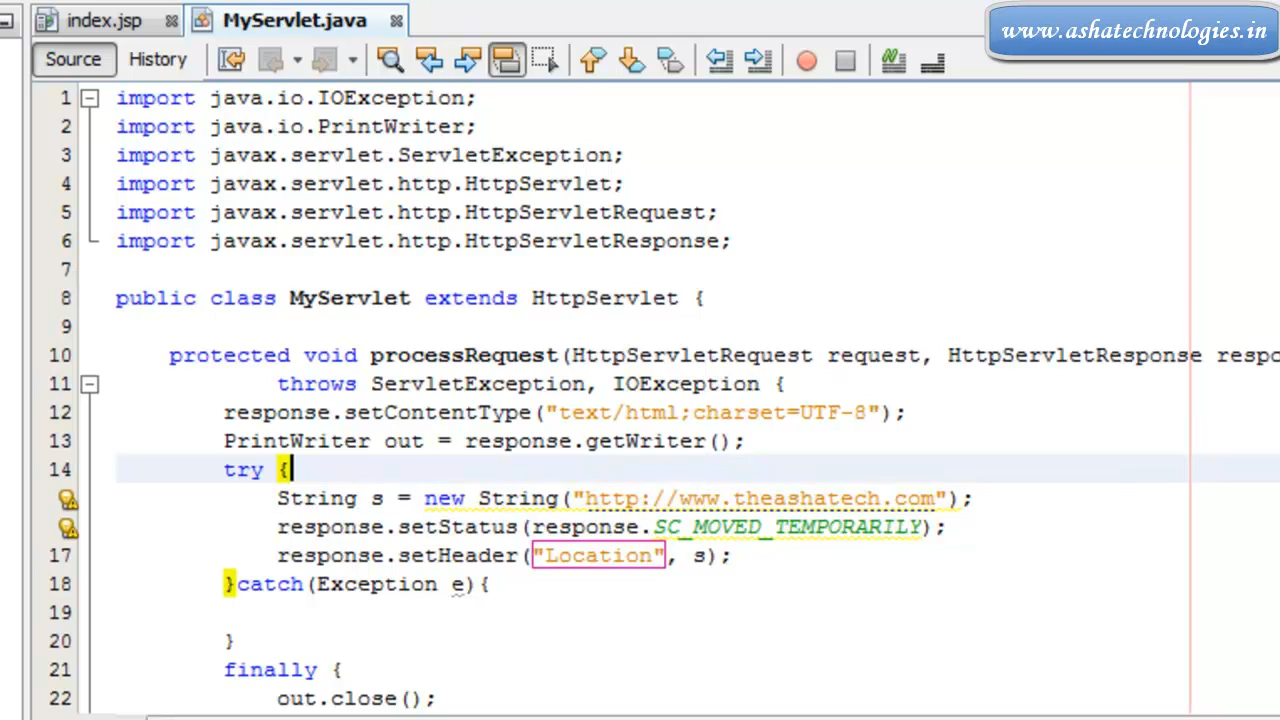 index.jsp MyServlet.java
www.ashatechnologies.in
Source History
1 import java.io.IOException;
2 import java.io.PrintWriter;
3 import javax.servlet.ServletException;
4 import javax.servlet.http.HttpServlet;
5 import javax.servlet.http.HttpServletRequest;
6 import javax.servlet.http.HttpServletResponse;
7
8 public class MyServlet extends HttpServlet {
9
10 protected void processRequest(HttpServletRequest request, HttpServletResponse respo
11 throws ServletException, IOException {
12 response.setContentType("text/html;charset=UTF-8");
13 PrintWriter out = response.getWriter();
14 try {
String s = new String("http://www.theashatech.com");
response.setStatus(response.SC_MOVED_TEMPORARILY);
17 response.setHeader("Location", s);
18 }catch(Exception e){
19
20 }
21 finally {
22 out.close();